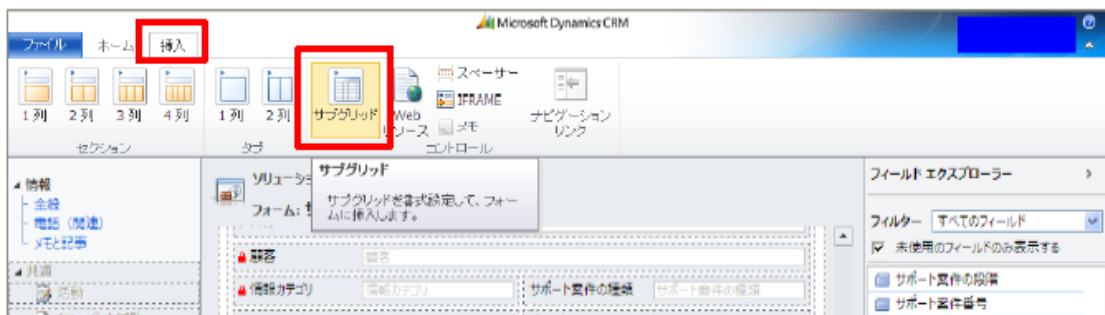 Microsoft Dynamics CRM
ファイル ホーム 挿入
1列 2列 3列 4列
セクション
1列 2列
タブ
サブグリッド
Web
リソース
スペーサー
IFRAME
メモ
コントロール
ナビゲーション
リンク
サブグリッド
サブグリッドを書式設定して、フォー
ムに挿入します。
情報
全般
電話 (関連)
メモと記事
共通
活動
フォーム:
顧客 顧客
情報カテゴリ 情報カテゴリ サポート案件の種類 サポート案件の種類
フィールド エクスプローラー
フィルター すべてのフィールド
未使用のフィールドのみ表示する
サポート案件の段階
サポート案件番号